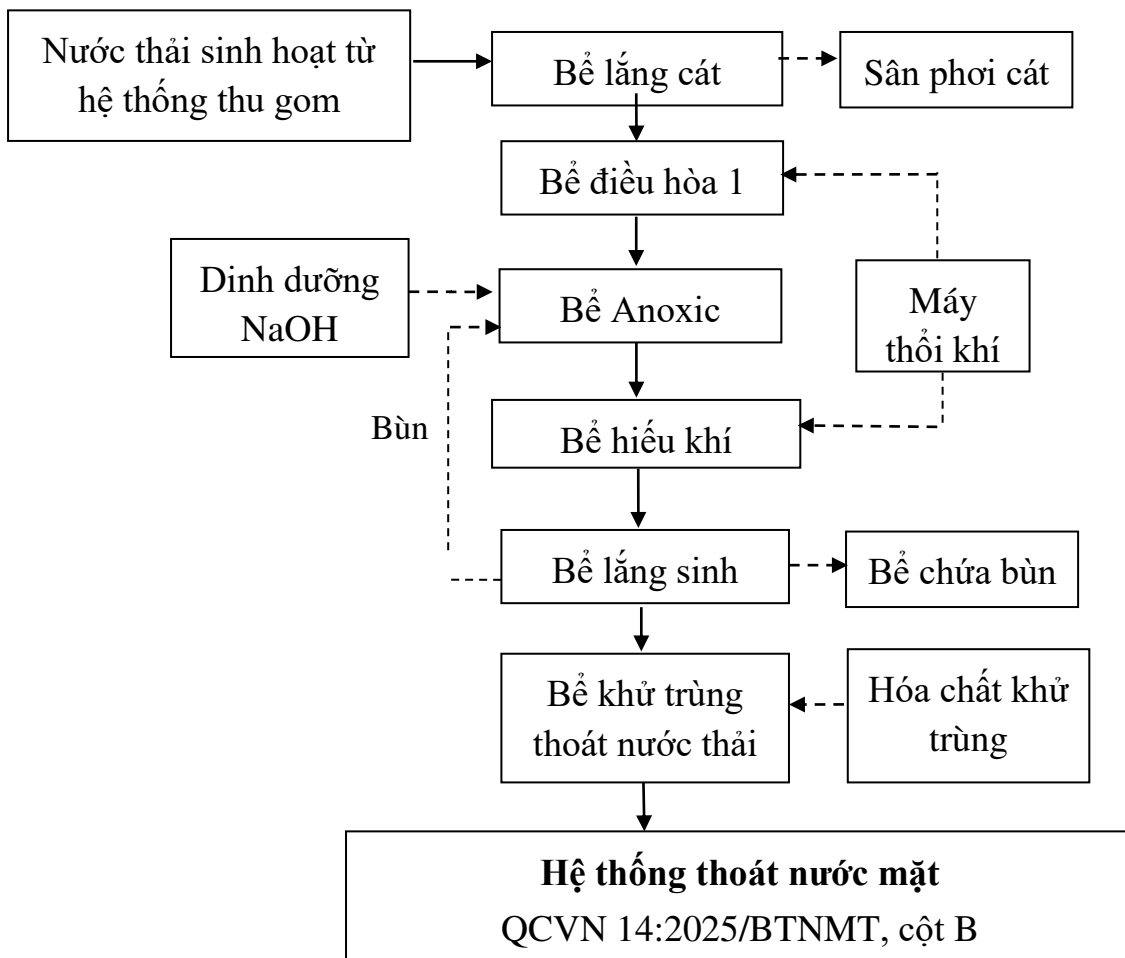 Nước thải sinh hoạt từ
hệ thống thu gom
Bể lắng cát
Sân phơi cát
Bể điều hòa 1
Dinh dưỡng
NaOH
Bể Anoxic
Máy
thổi khí
Bùn
Bể hiếu khí
Bể lắng sinh
Bể chứa bùn
Bể khử trùng
thoát nước thải
Hóa chất khử
trùng
Hệ thống thoát nước mặt
QCVN 14:2025/BTNMT, cột B